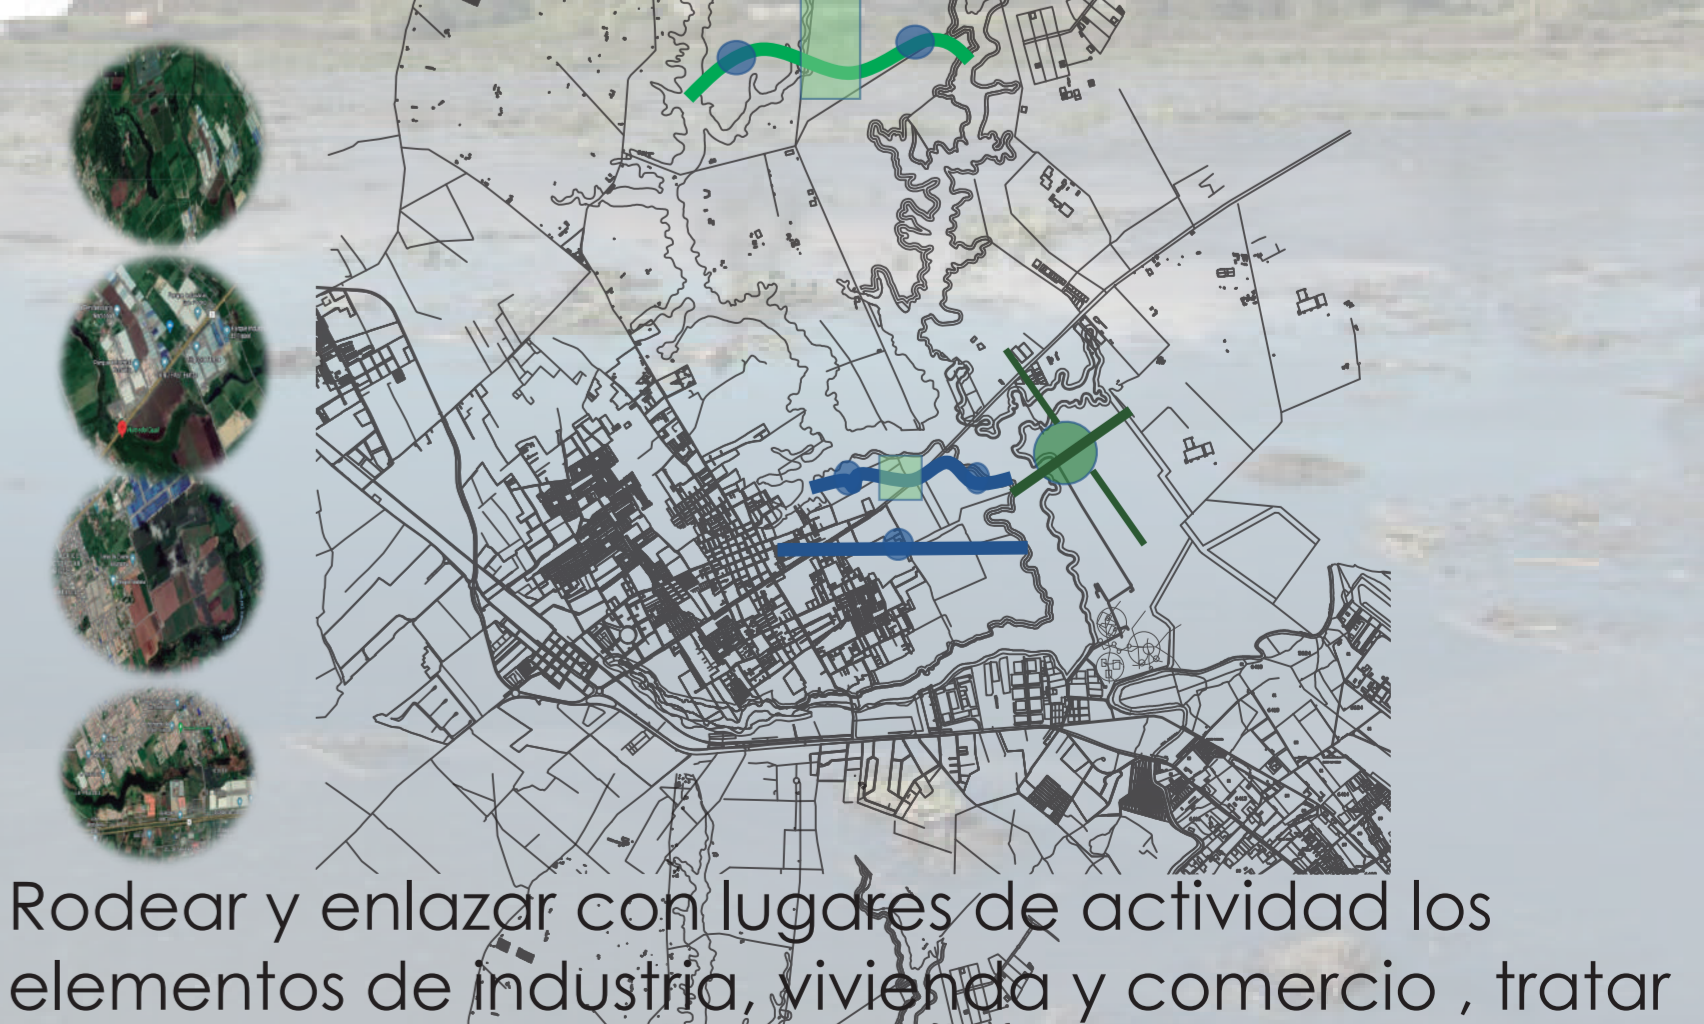 Rodear y enlazar con lugares de actividad los
elementos de industria, vivienda y comercio , tratar